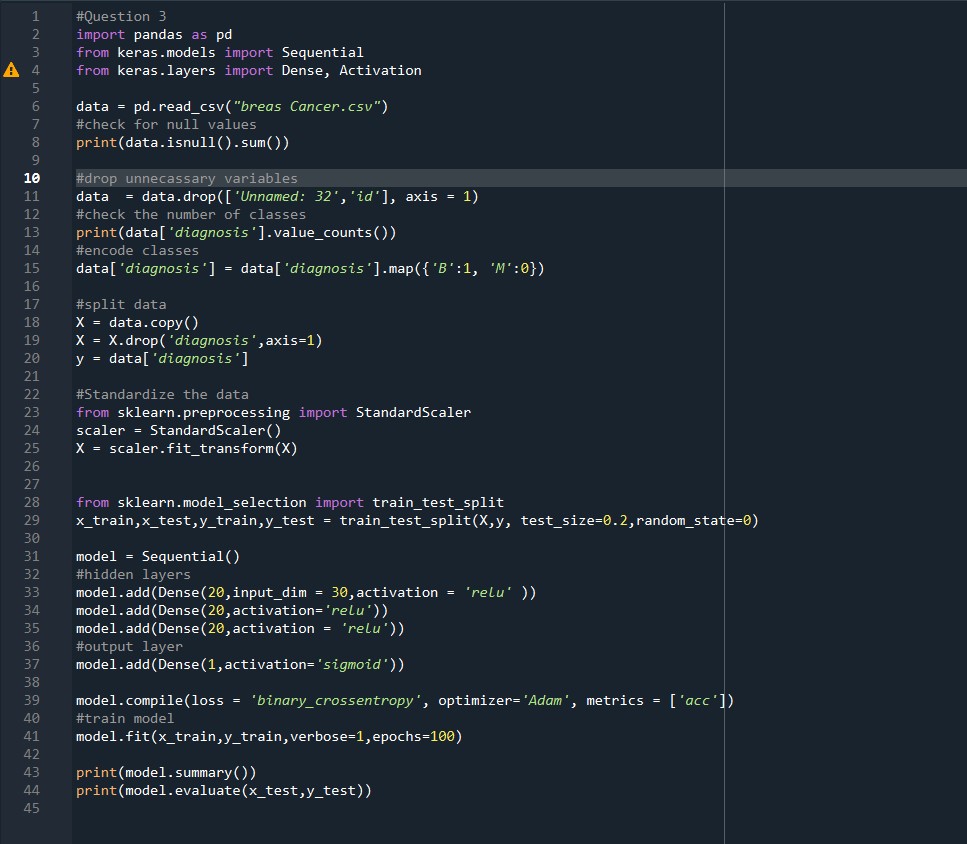 1 #Question 3
2 import pandas as pd
3 from keras.models import Sequential
4 from keras.layers import Dense, Activation
5
6 data = pd.read_csv("breas Cancer.csv")
7 #check for null values
8 print(data.isnull().sum())
9
10 #drop unnecassary variables
11 data  = data.drop(['Unnamed: 32','id'], axis = 1)
12 #check the number of classes
13 print(data['diagnosis'].value_counts())
14 #encode classes
15 data['diagnosis'] = data['diagnosis'].map({'B':1, 'M':0})
16
17 #split data
18 X = data.copy()
19 X = X.drop('diagnosis',axis=1)
20 y = data['diagnosis']
21
22 #Standardize the data
23 from sklearn.preprocessing import StandardScaler
24 scaler = StandardScaler()
25 X = scaler.fit_transform(X)
26
27
28 from sklearn.model_selection import train_test_split
29 x_train,x_test,y_train,y_test = train_test_split(X,y, test_size=0.2,random_state=0)
30
31 model = Sequential()
32 #hidden layers
33 model.add(Dense(20,input_dim = 30,activation = 'relu' ))
34 model.add(Dense(20,activation='relu'))
35 model.add(Dense(20,activation = 'relu'))
36 #output layer
37 model.add(Dense(1,activation='sigmoid'))
38
39 model.compile(loss = 'binary_crossentropy', optimizer='Adam', metrics = ['acc'])
40 #train model
41 model.fit(x_train,y_train,verbose=1,epochs=100)
42
43 print(model.summary())
44 print(model.evaluate(x_test,y_test))
45